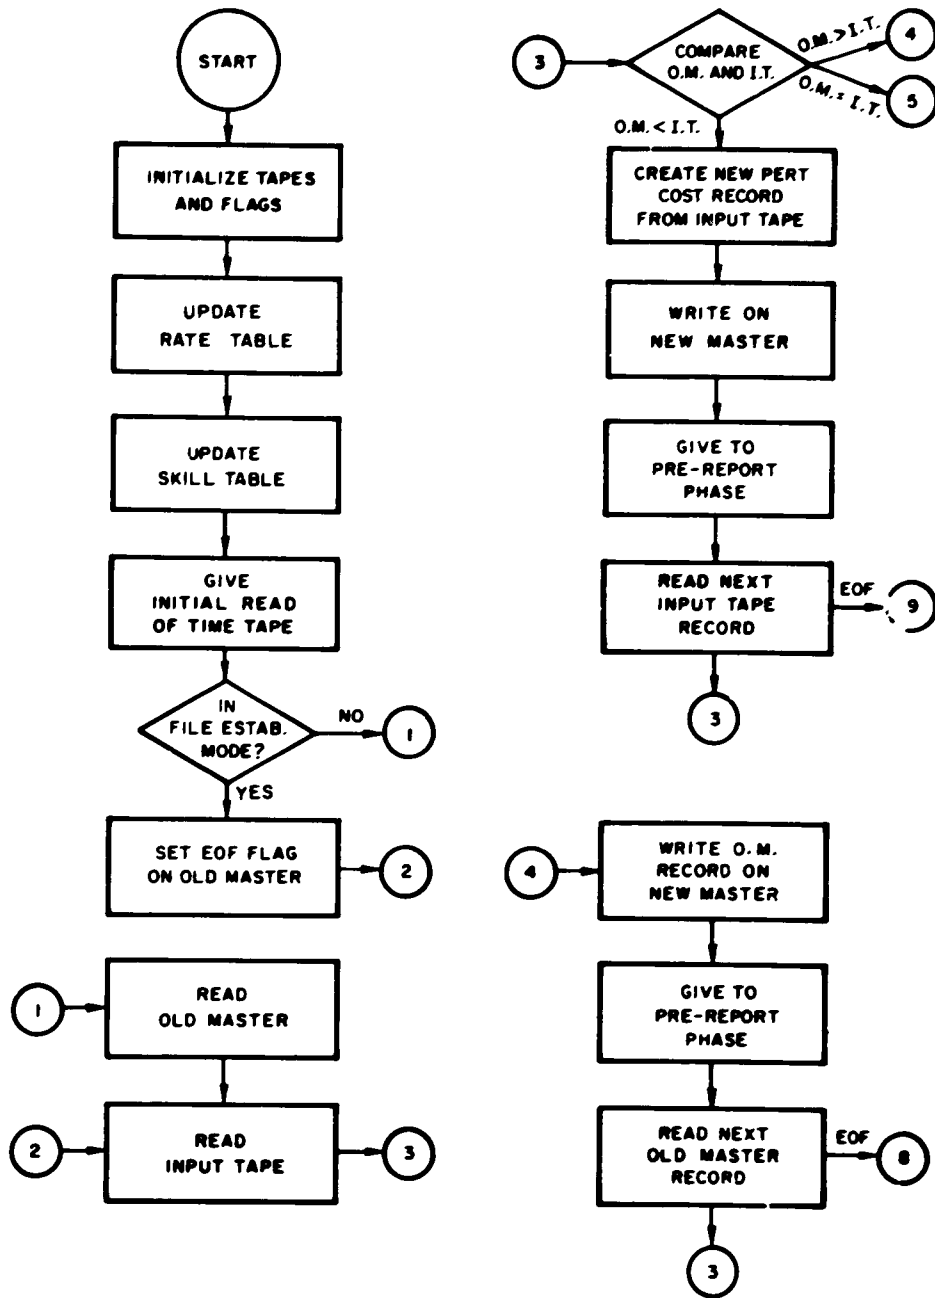 START
INITIALIZE TAPES
AND FLAGS
UPDATE
RATE TABLE
UPDATE
SKILL TABLE
GIVE
INITIAL READ
OF TIME TAPE
IN
FILE ESTAB.
MODE?
NO
1
YES
SET EOF FLAG
ON OLD MASTER
2
1
READ
OLD MASTER
2
READ
INPUT TAPE
3
3
COMPARE
O.M. AND I.T.
O.M. > I.T.
4
O.M. = I.T.
5
O.M. < I.T.
CREATE NEW PERT
COST RECORD
FROM INPUT TAPE
WRITE ON
NEW MASTER
GIVE TO
PRE-REPORT
PHASE
READ NEXT
INPUT TAPE
RECORD
EOF
9
3
4
WRITE O.M.
RECORD ON
NEW MASTER
GIVE TO
PRE-REPORT
PHASE
READ NEXT
OLD MASTER
RECORD
EOF
8
3